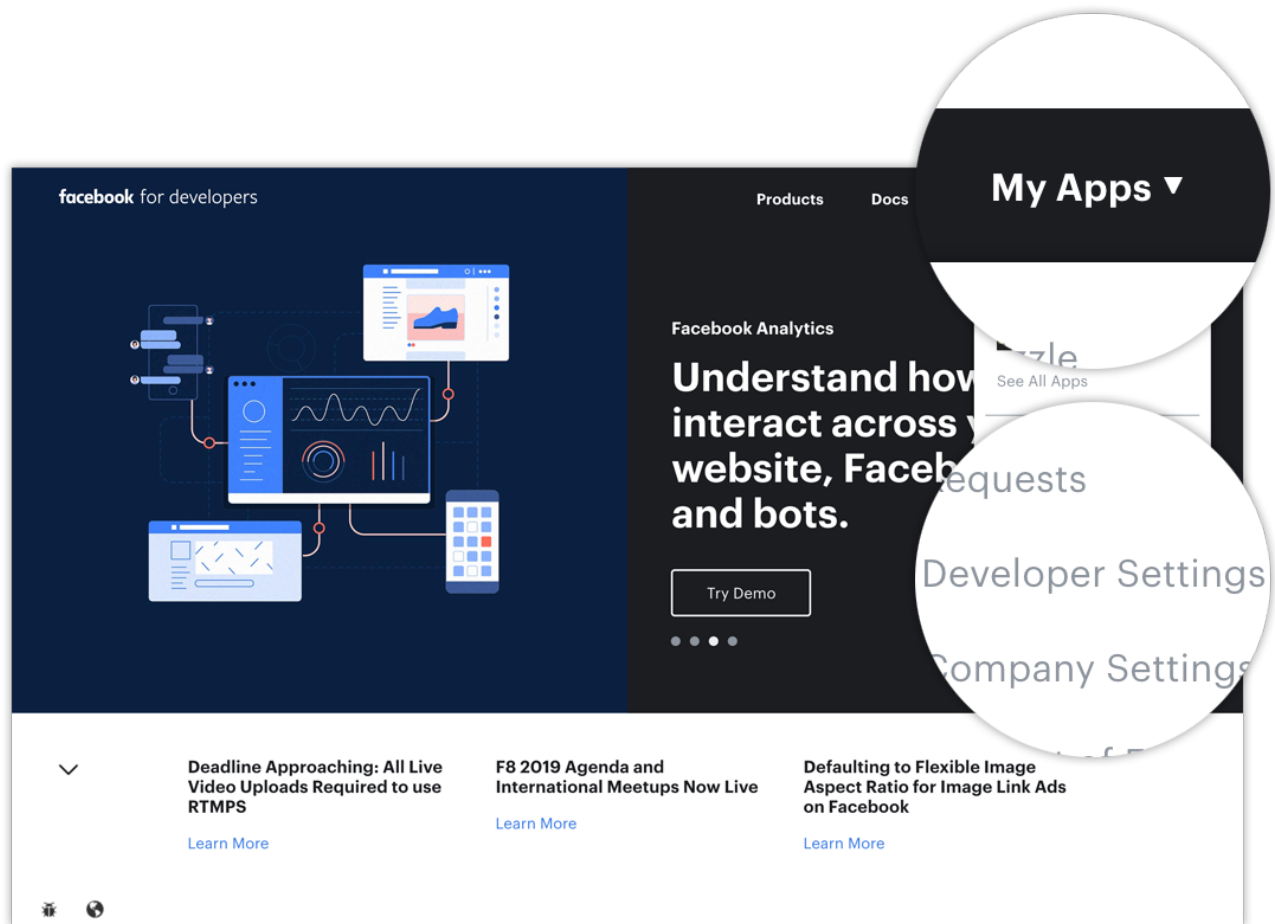 facebook for developers
Products
Docs
My Apps ▼
See All Apps
Facebook Analytics
Understand how
interact across
website,
and bots.
Try Demo
Developer Settings
Company Settings
Deadline Approaching: All Live
Video Uploads Required to use
RTMPS
Learn More
F8 2019 Agenda and
International Meetups Now Live
Learn More
Defaulting to Flexible Image
Aspect Ratio for Image Link Ads
on Facebook
Learn More